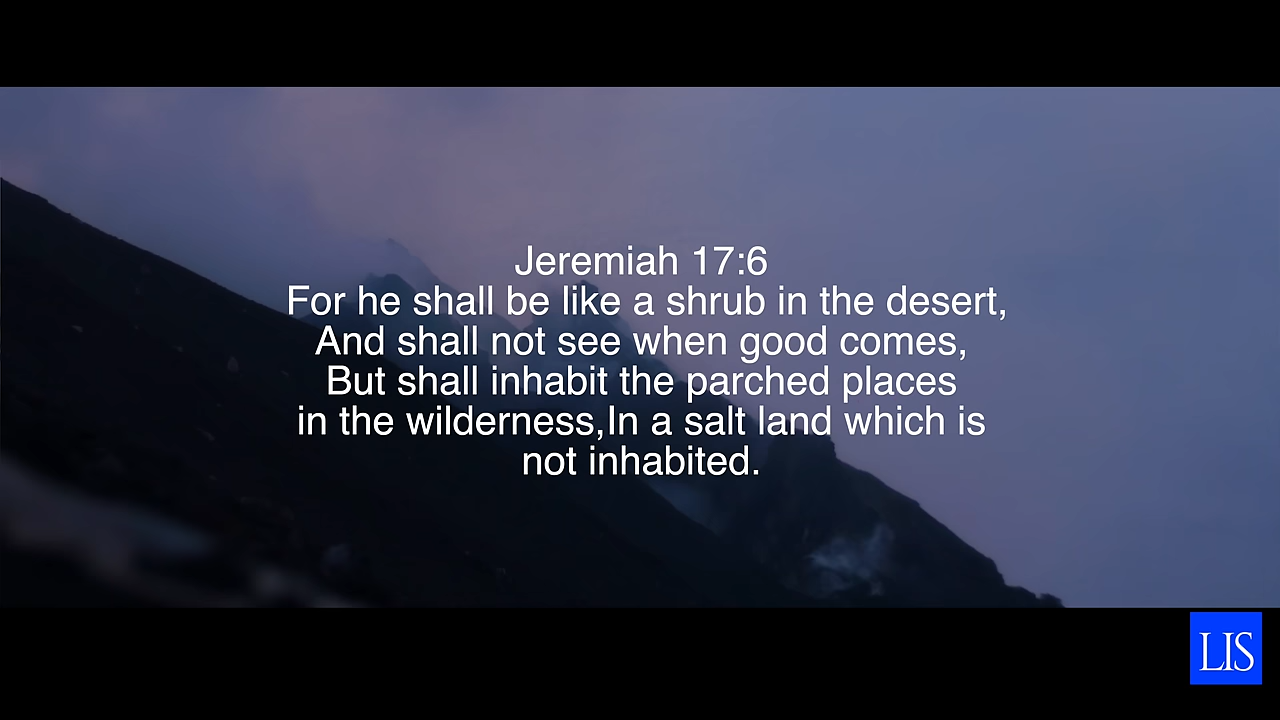 Jeremiah 17:6
For he shall be like a shrub in the desert,
And shall not see when good comes,
But shall inhabit the parched places
in the wilderness,In a salt land which is
not inhabited.
LIS